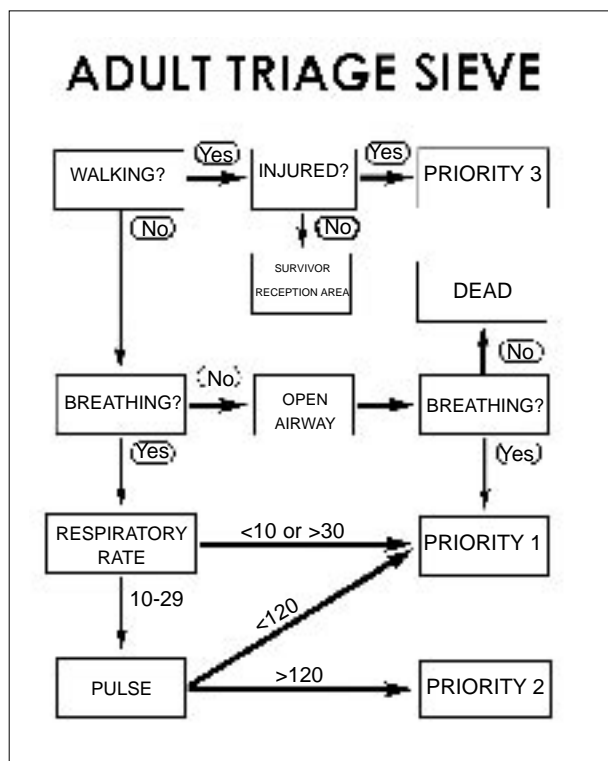 ADULT TRIAGE SIEVE
WALKING?
Yes
INJURED?
Yes
PRIORITY 3
No
No
SURVIVOR
RECEPTION AREA
DEAD
No
BREATHING?
No
OPEN
AIRWAY
BREATHING?
Yes
Yes
RESPIRATORY
RATE
<10 or >30
PRIORITY 1
10-29
<120
PULSE
>120
PRIORITY 2